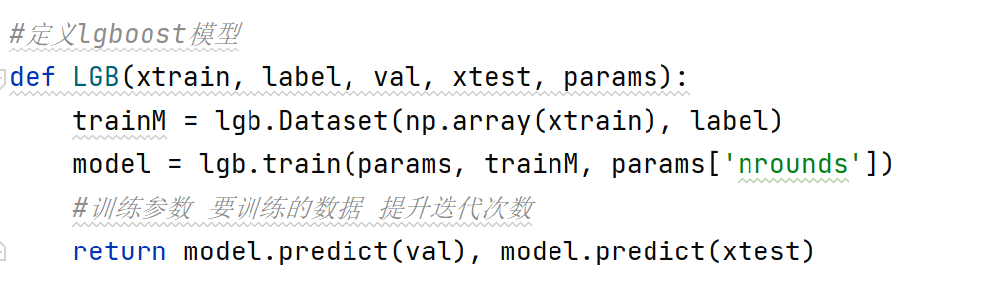 #定义lgboost模型
def LGB(xtrain, label, val, xtest, params):
    trainM = lgb.Dataset(np.array(xtrain), label)
    model = lgb.train(params, trainM, params['nrounds'])
    #训练参数 要训练的数据 提升迭代次数
    return model.predict(val), model.predict(xtest)